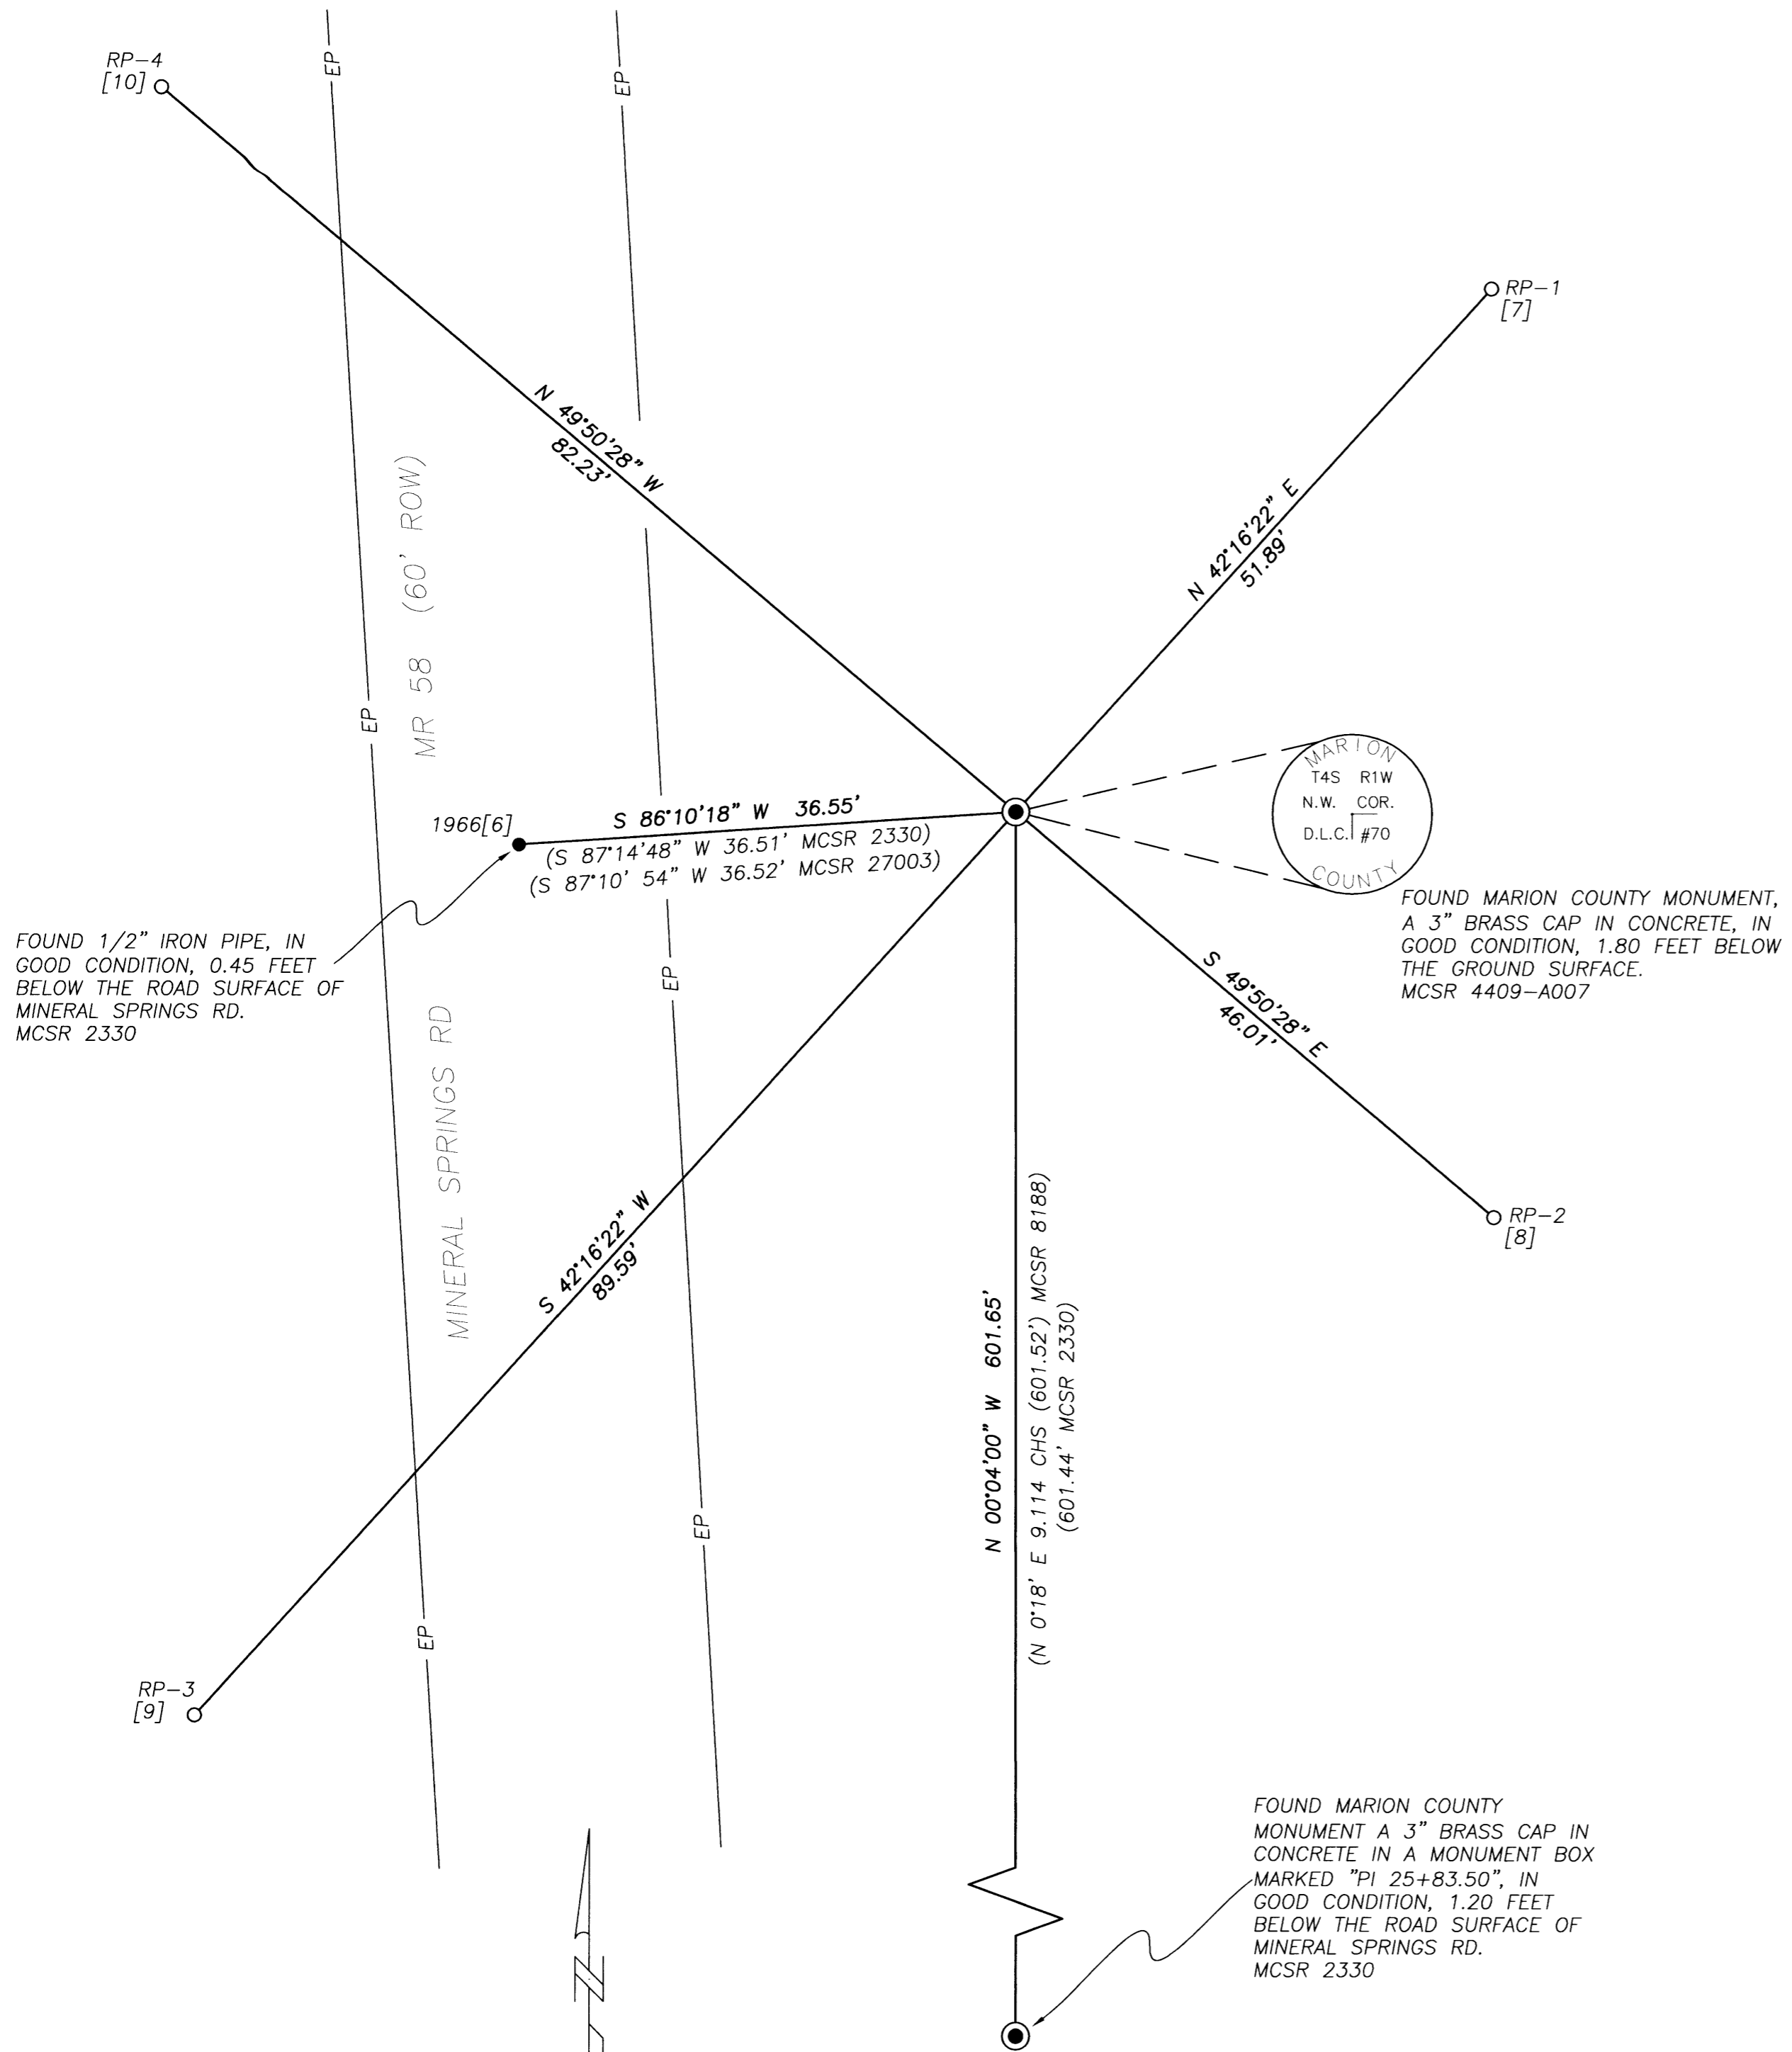 RP-4
[10]
EP
EP
RP-1
[7]
N 49°50'28" W
82.23'
N 42°16'22" E
51.89'
MR 58 (60' ROW)
EP
MARION
T4S R1W
N.W. COR.
D.L.C. #70
COUNTY
1966[6]
S 86°10'18" W 36.55'
(S 87°14'48" W 36.51' MCSR 2330)
(S 87°10' 54" W 36.52' MCSR 27003)
FOUND MARION COUNTY MONUMENT,
A 3" BRASS CAP IN CONCRETE, IN
GOOD CONDITION, 1.80 FEET BELOW
THE GROUND SURFACE.
MCSR 4409-A007
FOUND 1/2" IRON PIPE, IN
GOOD CONDITION, 0.45 FEET
BELOW THE ROAD SURFACE OF
MINERAL SPRINGS RD.
MCSR 2330
EP
S 49°50'28" E
46.01'
MINERAL SPRINGS RD
RP-2
[8]
S 42°16'22" W
89.59'
N 00°04'00" W 601.65'
(N 0°18' E 9.114 CHS (601.52') MCSR 8188)
(601.44' MCSR 2330)
EP
EP
RP-3
[9]
FOUND MARION COUNTY
MONUMENT A 3" BRASS CAP IN
CONCRETE IN A MONUMENT BOX
MARKED "PI 25+83.50", IN
GOOD CONDITION, 1.20 FEET
BELOW THE ROAD SURFACE OF
MINERAL SPRINGS RD.
MCSR 2330
N